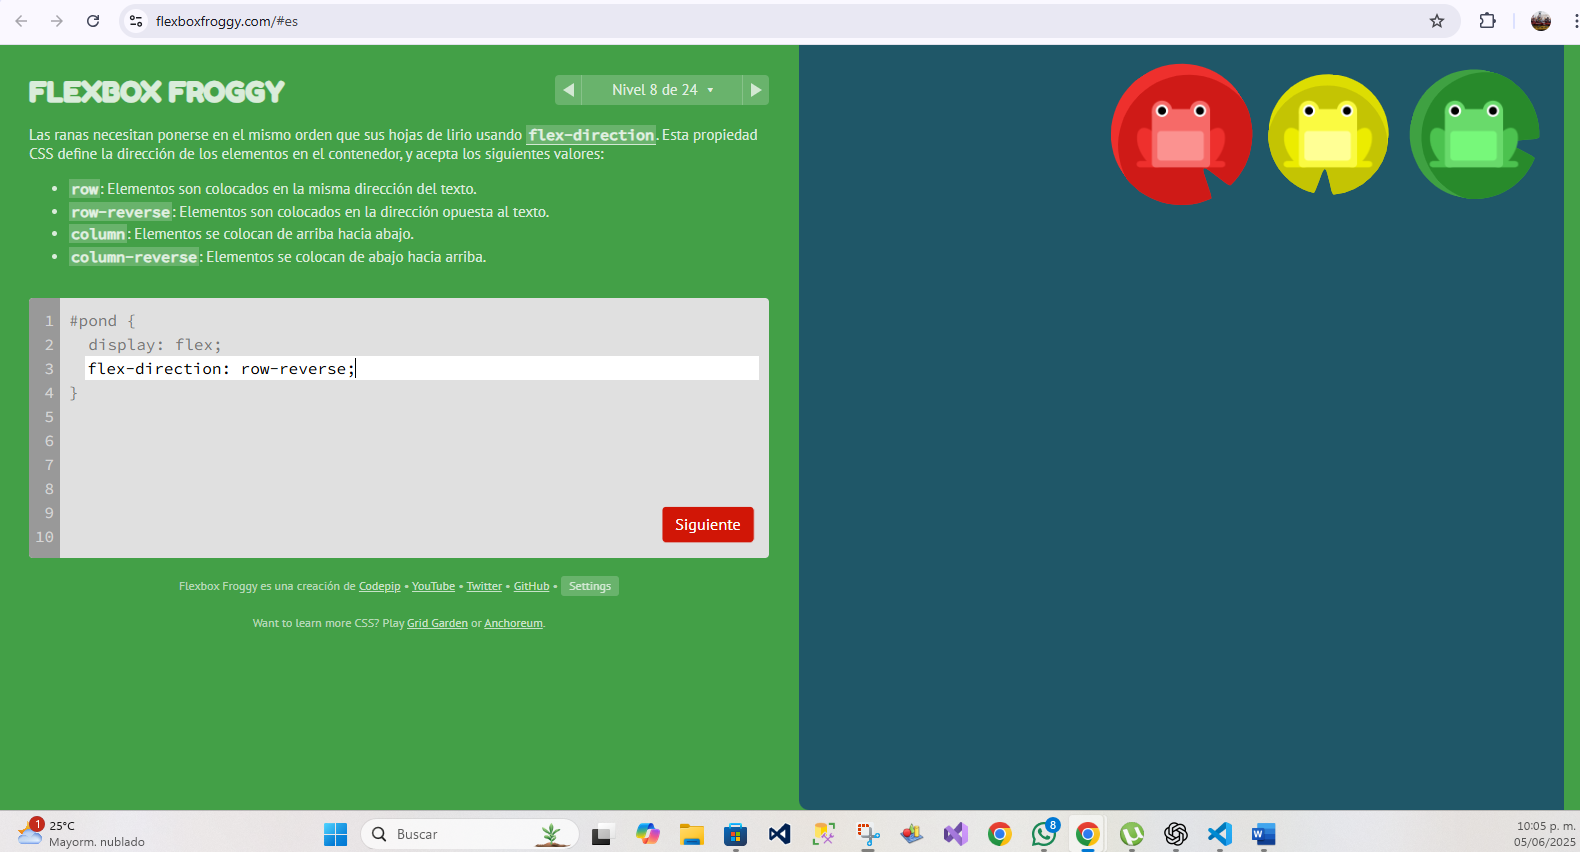 flexboxfroggy.com/#es
FLEXBOX FROGGY
Nivel 8 de 24
Las ranas necesitan ponerse en el mismo orden que sus hojas de lirio usando flex-direction. Esta propiedad
CSS define la dirección de los elementos en el contenedor, y acepta los siguientes valores:
• row: Elementos son colocados en la misma dirección del texto.
• row-reverse: Elementos son colocados en la dirección opuesta al texto.
• column: Elementos se colocan de arriba hacia abajo.
• column-reverse: Elementos se colocan de abajo hacia arriba.
1 #pond {
2 display: flex;
3 flex-direction: row-reverse;
4 }
5
6
7
8
9
10
Siguiente
Flexbox Froggy es una creación de Codepip • YouTube • Twitter • GitHub • Settings
Want to learn more CSS? Play Grid Garden or Anchoreum.
1
25°C
Mayorm. nublado
Buscar
8
W
10:05 p. m.
05/06/2025